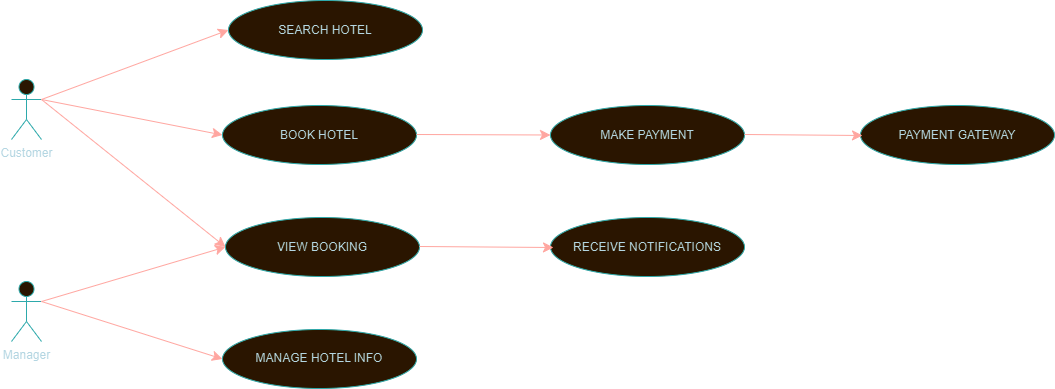 SEARCH HOTEL
BOOK HOTEL
MAKE PAYMENT
PAYMENT GATEWAY
Customer
VIEW BOOKING
RECEIVE NOTIFICATIONS
Manager
MANAGE HOTEL INFO